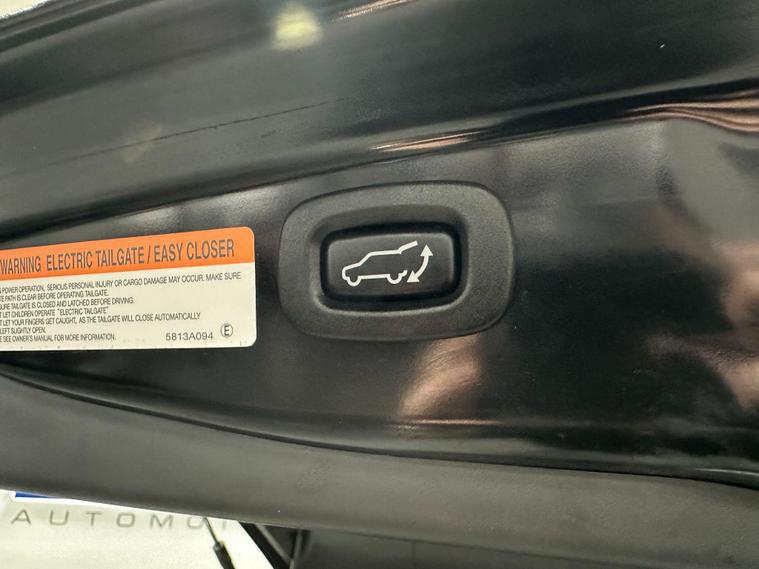 WARNING ELECTRIC TAILGATE / EASY CLOSER
POWER OPERATION, SERIOUS PERSONAL INJURY OR CARGO DAMAGE MAY OCCUR. MAKE SURE
PATH IS CLEAR BEFORE OPERATING TAILGATE.
SURE TAILGATE IS CLOSED AND LATCHED BEFORE DRIVING.
LET CHILDREN OPERATE "ELECTRIC TAILGATE"
LET YOUR FINGERS GET CAUGHT, AS THE TAILGATE WILL CLOSE AUTOMATICALLY
LEFT SLIGHTLY OPEN.
SEE OWNER'S MANUAL FOR MORE INFORMATION.
5813A094 E
AUTOMO